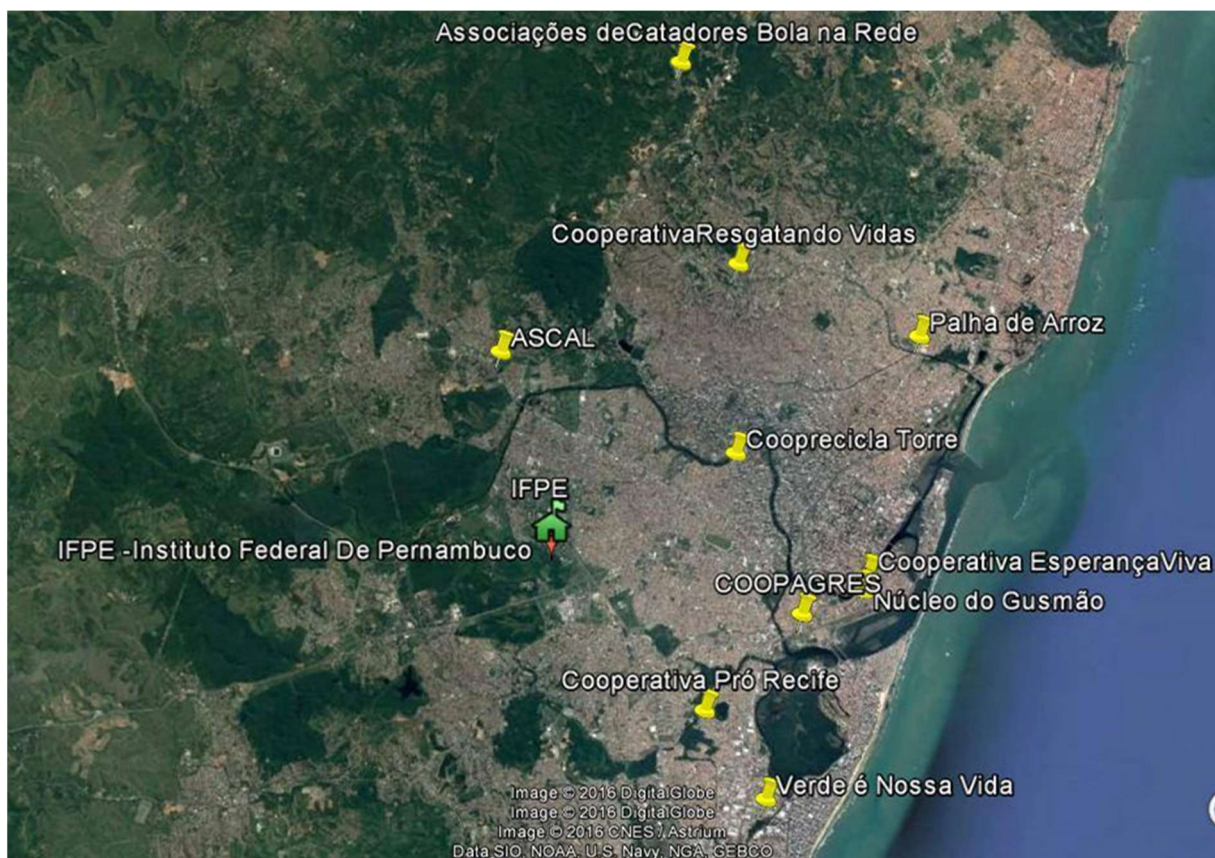 Associações deCatadores Bola na Rede
CooperativaResgatando Vidas
Palha de Arroz
ASCAL
Cooprecicla Torre
IFPE
IFPE -Instituto Federal De Pernambuco
Cooperativa EsperançaViva
COOPAGRES
Núcleo do Gusmão
Cooperativa Pró Recife
Verde é Nossa Vida
Image © 2016 DigitalGlobe
Image © 2016 DigitalGlobe
Image © 2016 CNES / Astrium
Data SIO, NOAA, U.S. Navy, NGA, GEBCO